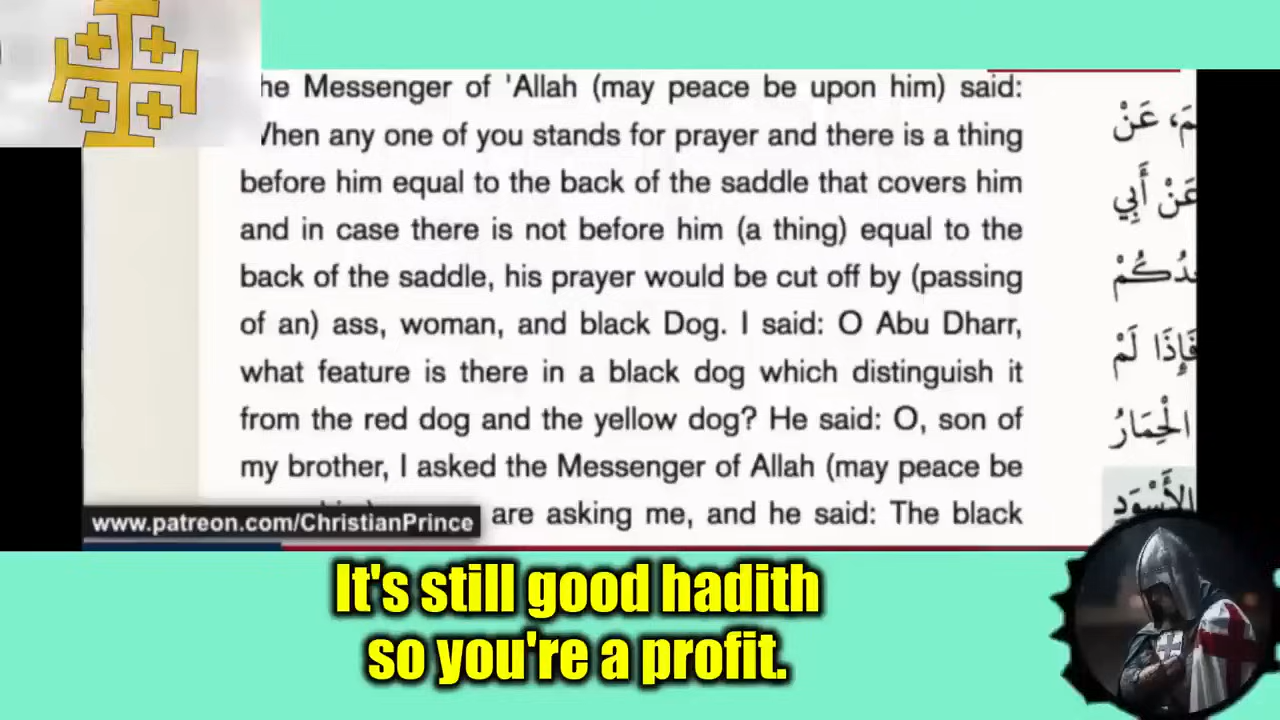 he Messenger of 'Allah (may peace be upon him) said:
When any one of you stands for prayer and there is a thing
before him equal to the back of the saddle that covers him
and in case there is not before him (a thing) equal to the
back of the saddle, his prayer would be cut off by (passing
of an) ass, woman, and black Dog. I said: O Abu Dharr,
what feature is there in a black dog which distinguish it
from the red dog and the yellow dog? He said: O, son of
my brother, I asked the Messenger of Allah (may peace be
are asking me, and he said: The black
عَنْ
عَنْ أَبِي
فَإِذَا لَمْ
الْحِمَارُ
الأَسْوَدِ
www.patreon.com/ChristianPrince
It's still good hadith
so you're a profit.